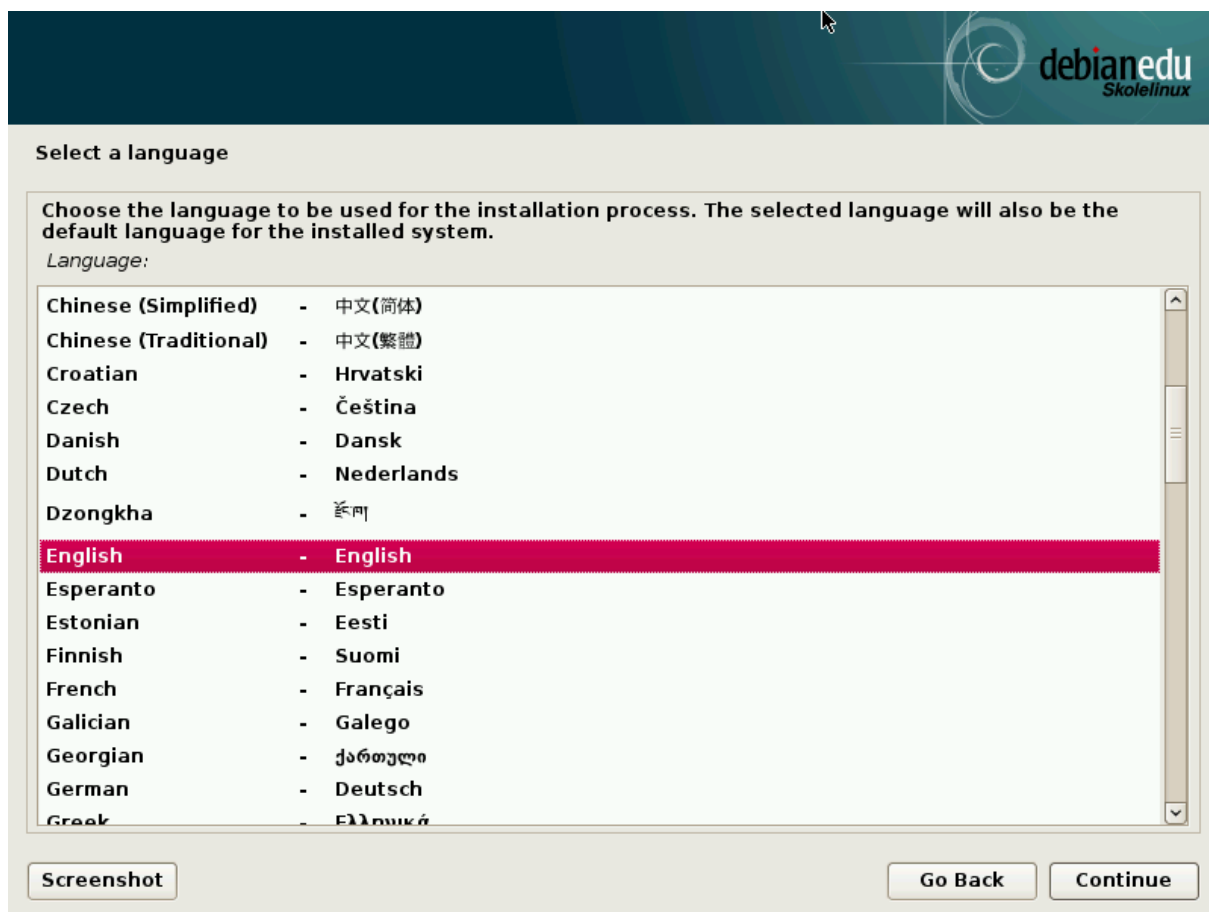 debianedu
Skolelinux
Select a language
Choose the language to be used for the installation process. The selected language will also be the
default language for the installed system.
Language:
Chinese (Simplified) - 中文(简体)
Chinese (Traditional) - 中文(繁體)
Croatian - Hrvatski
Czech - Čeština
Danish - Dansk
Dutch - Nederlands
Dzongkha - རྫོང་ཁ།
English - English
Esperanto - Esperanto
Estonian - Eesti
Finnish - Suomi
French - Français
Galician - Galego
Georgian - ქართული
German - Deutsch
Greek - Ελληνικά
Screenshot
Go Back
Continue